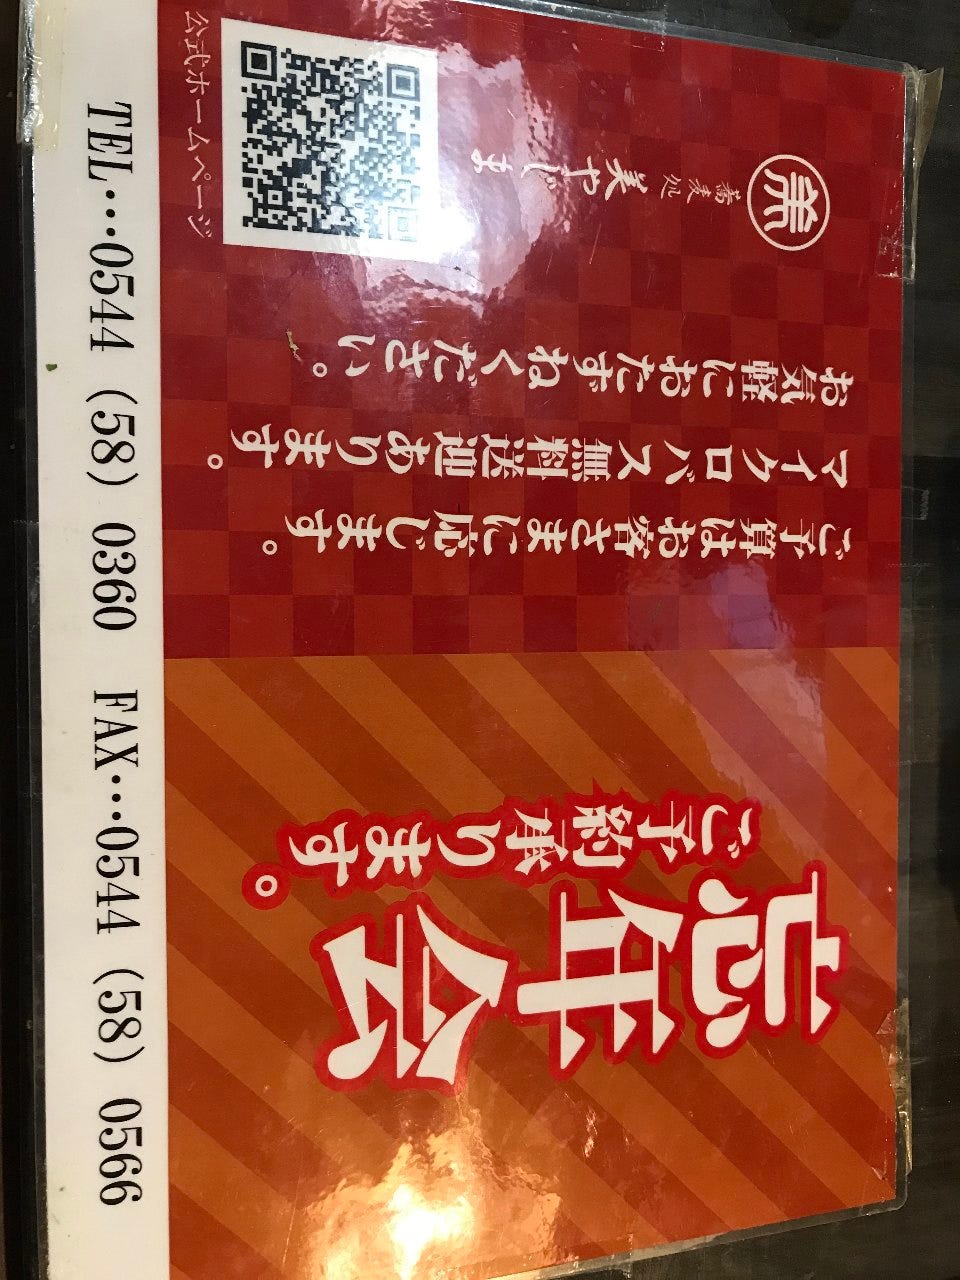 忘年会
ご予約承ります。
ご予算はお客さまに応じます。
マイクロバス無料送迎あります。
お気軽におたずねください。
蕎麦処 美やじま
公式ホームページ
TEL…0544 (58) 0360 FAX…0544 (58) 0566